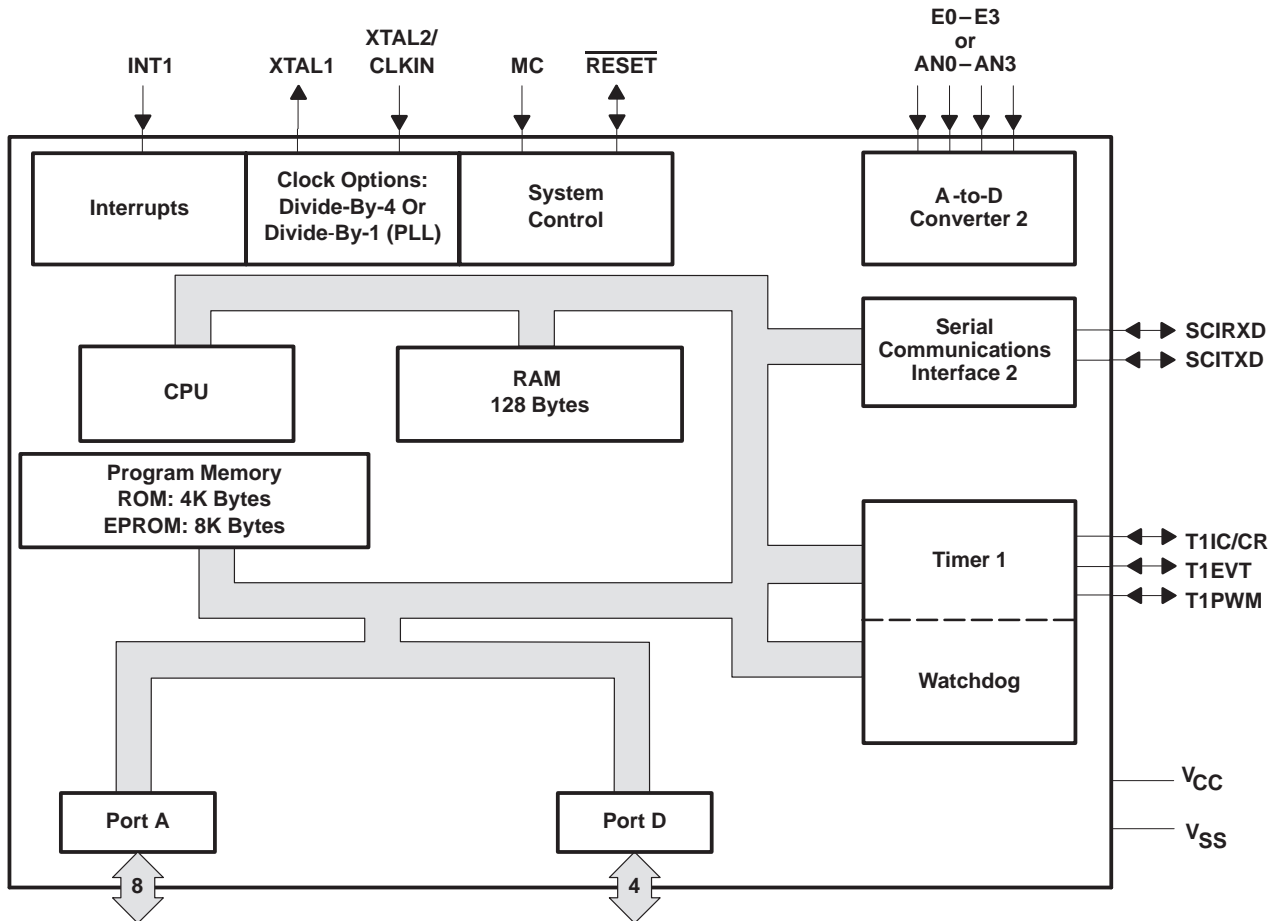 E0–E3
or
AN0–AN3
XTAL2/
CLKIN
INT1
XTAL1
MC
RESET
Interrupts
Clock Options:
Divide-By-4 Or
Divide-By-1 (PLL)
System
Control
A-to-D
Converter 2
Serial
Communications
Interface 2
SCIRXD
SCITXD
CPU
RAM
128 Bytes
Program Memory
ROM: 4K Bytes
EPROM: 8K Bytes
Timer 1
T1IC/CR
T1EVT
T1PWM
Watchdog
VCC
VSS
Port A
Port D
8
4